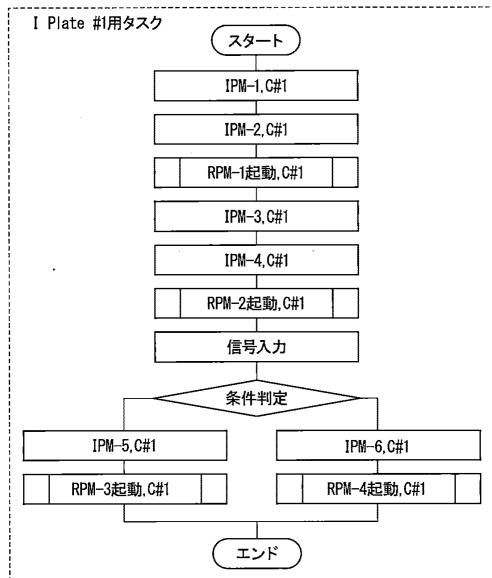 I Plate #1用タスク
スタート
IPM-1,C#1
IPM-2,C#1
RPM-1起動,C#1
IPM-3,C#1
IPM-4,C#1
RPM-2起動,C#1
信号入力
条件判定
IPM-5,C#1
IPM-6,C#1
RPM-3起動,C#1
RPM-4起動,C#1
エンド